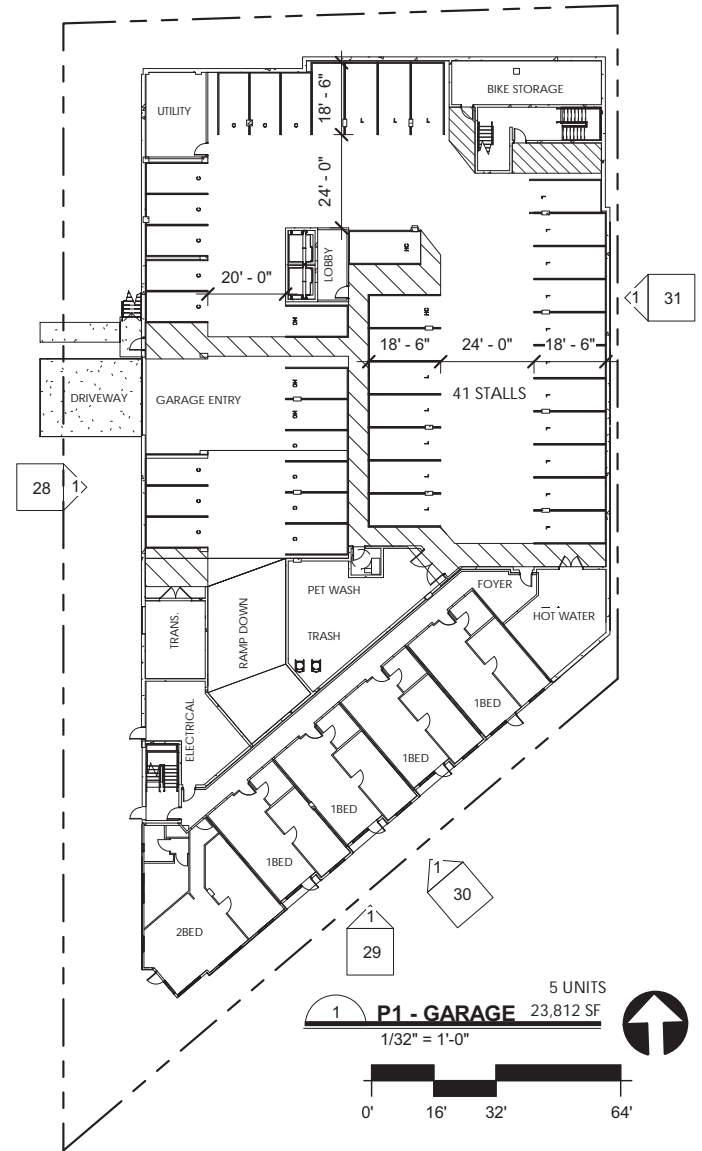 UTILITY
18' - 6"
BIKE STORAGE
24' - 0"
LOBBY
HC
20' - 0"
HC
1 31
18' - 6" 24' - 0" 18' - 6"
DRIVEWAY
GARAGE ENTRY
41 STALLS
28 1
PET WASH
FOYER
TRANS.
RAMP DOWN
TRASH
HOT WATER
1BED
ELECTRICAL
1BED
1BED
1BED
2BED
1
30
1
29
5 UNITS
1 P1 - GARAGE 23,812 SF
1/32" = 1'-0"
0' 16' 32' 64'